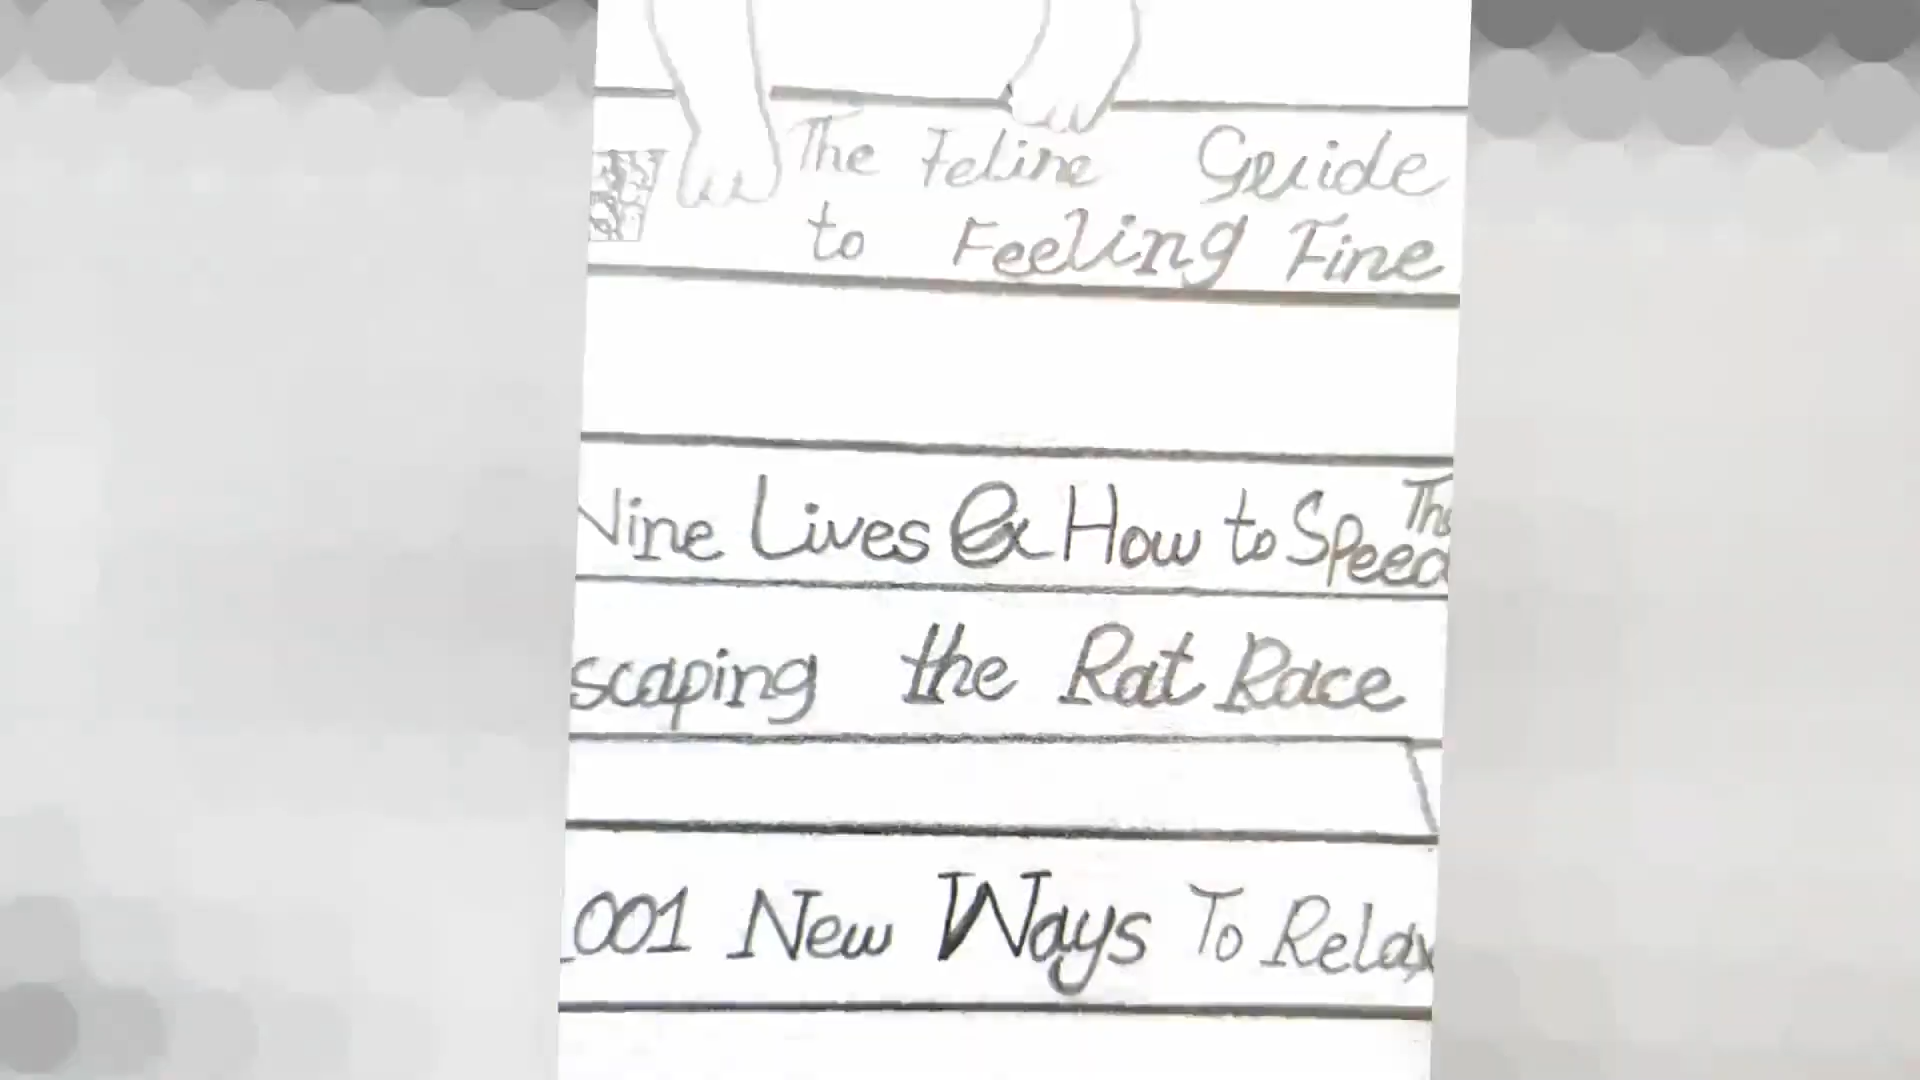 The Feline Guide
to Feeling Fine
Nine Lives & How to Speed
scaping the Rat Race
001 New Ways To Relax